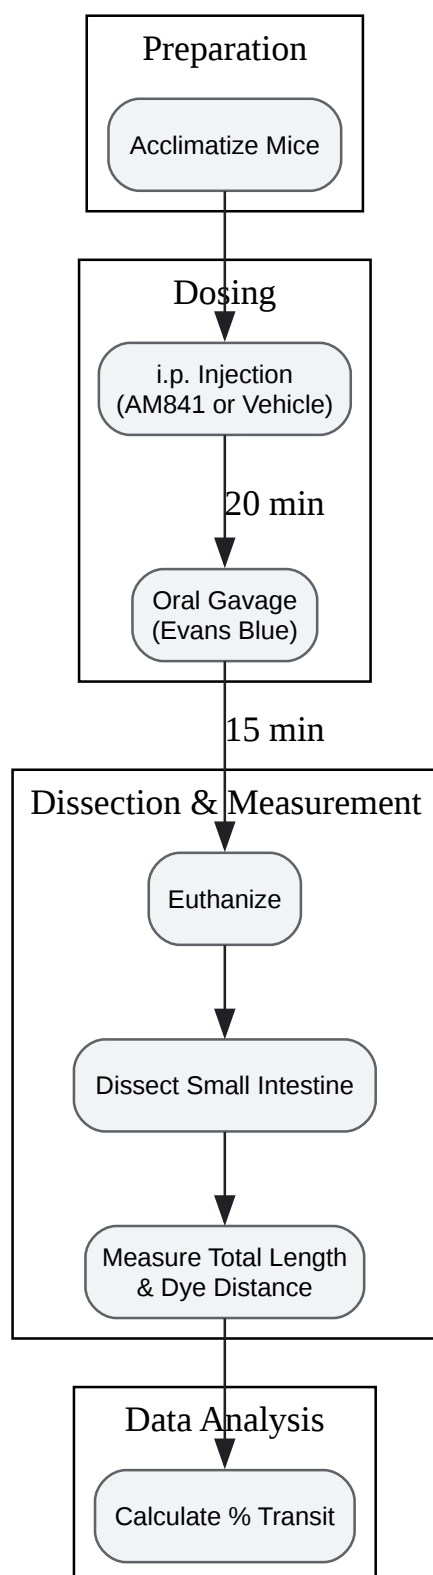 Preparation
Acclimatize Mice
Dosing
i.p. Injection
(AM841 or Vehicle)
20 min
Oral Gavage
(Evans Blue)
15 min
Dissection & Measurement
Euthanize
Dissect Small Intestine
Measure Total Length
& Dye Distance
Data Analysis
Calculate % Transit